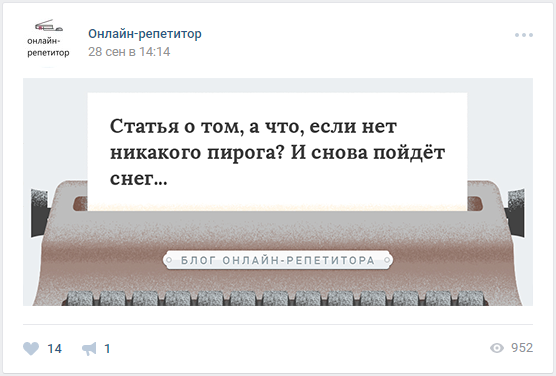 онлайн-
репетитор
Онлайн-репетитор
28 сен в 14:14
Статья о том, а что, если нет
никакого пирога? И снова пойдёт
снег...
БЛОГ ОНЛАЙН-РЕПЕТИТОРА
14
1
952